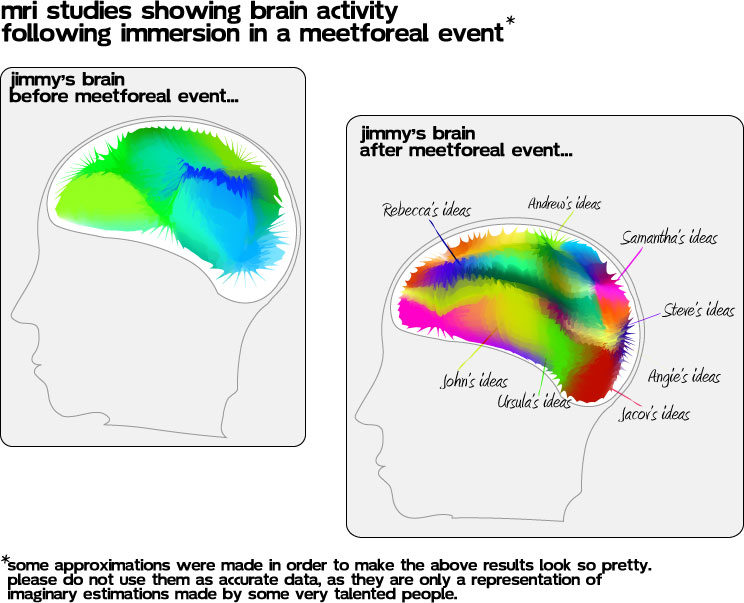 mri studies showing brain activity
following immersion in a meetforeal event*
jimmy's brain
before meetforeal event...
jimmy's brain
after meetforeal event...
Rebecca's ideas
Andrew's ideas
Samantha's ideas
Steve's ideas
Angie's ideas
John's ideas
Ursula's ideas
Jacov's ideas
*some approximations were made in order to make the above results look so pretty.
please do not use them as accurate data, as they are only a representation of
imaginary estimations made by some very talented people.